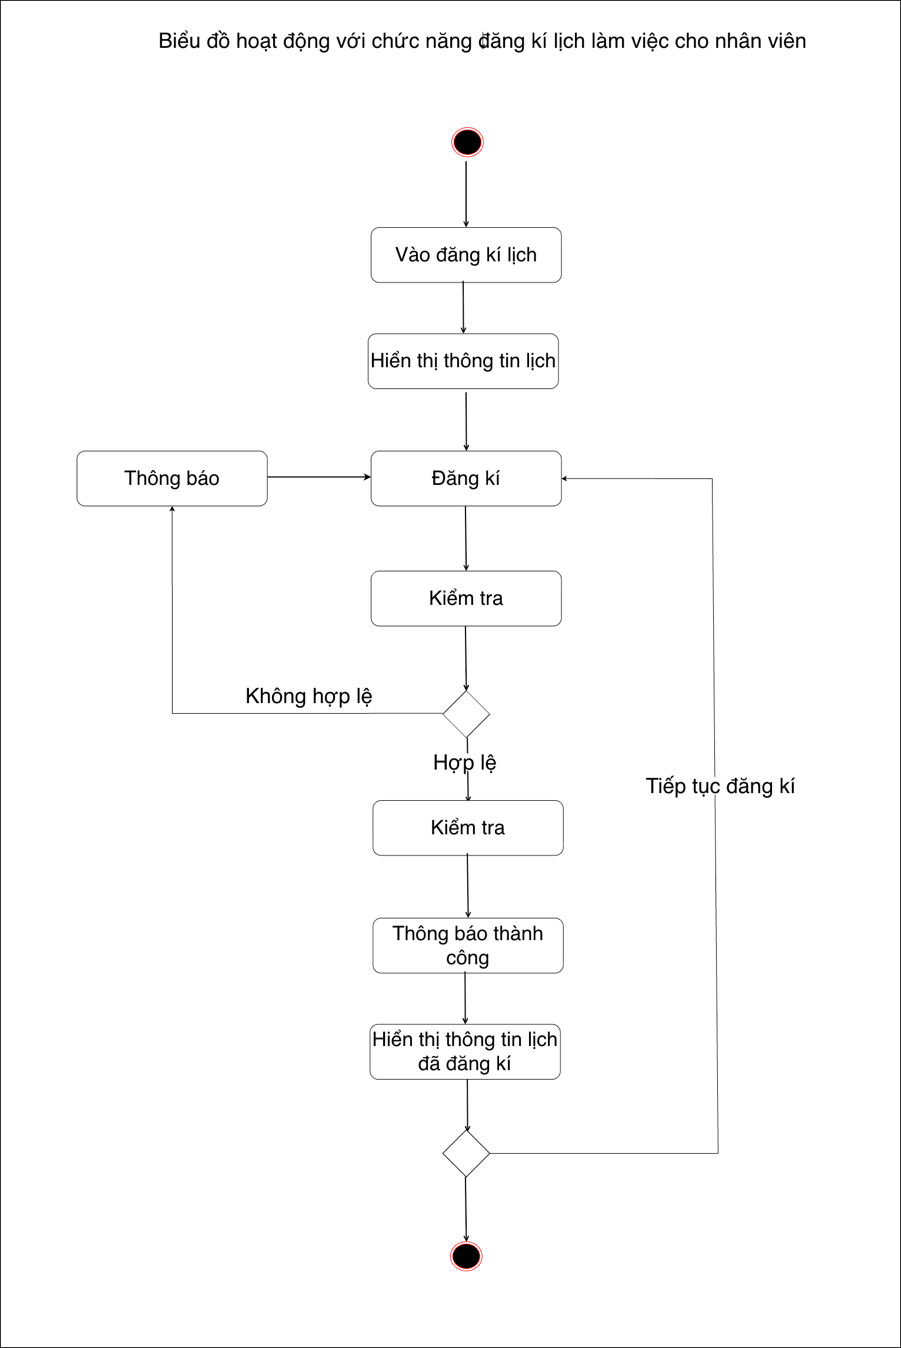 Biểu đồ hoạt động với chức năng đăng kí lịch làm việc cho nhân viên
Vào đăng kí lịch
Hiển thị thông tin lịch
Thông báo
Đăng kí
Kiểm tra
Không hợp lệ
Hợp lệ
Tiếp tục đăng kí
Kiểm tra
Thông báo thành
công
Hiển thị thông tin lịch
đã đăng kí